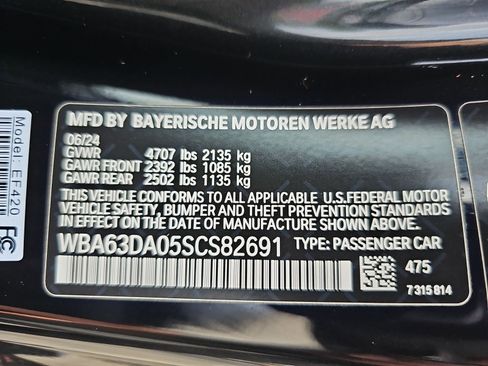 MFD BY BAYERISCHE MOTOREN WERKE AG
06/24
GVWR 4707 lbs 2135 kg
GAWR FRONT 2392 lbs 1085 kg
GAWR REAR 2502 lbs 1135 kg
THIS VEHICLE CONFORMS TO ALL APPLICABLE U.S.FEDERAL MOTOR
VEHICLE SAFETY, BUMPER AND THEFT PREVENTION STANDARDS
IN EFFECT ON THE DATE OF MANUFACTURE SHOWN ABOVE.
WBA63DA05SCS82691 TYPE: PASSENGER CAR
475
7315814
Model: EF420
FC